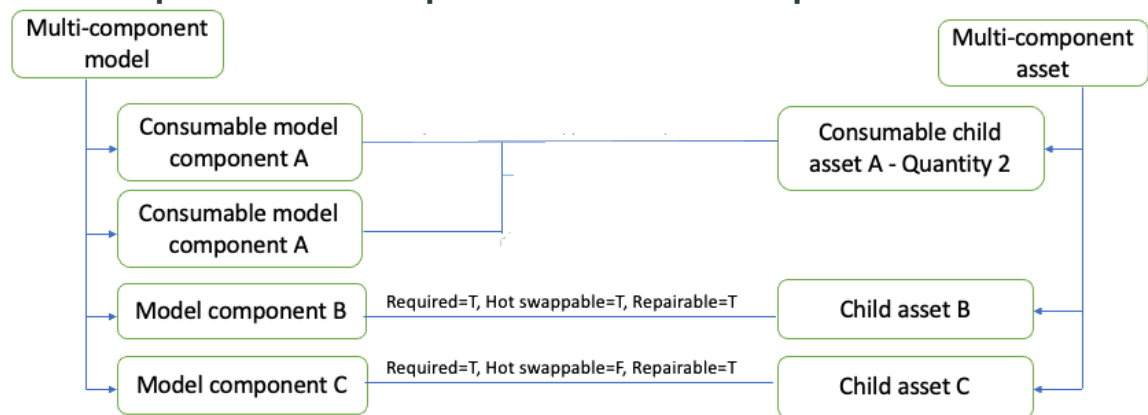 Multi-component
model
Multi-component
asset
Consumable model
component A
Consumable child
asset A - Quantity 2
Consumable model
component A
Model component B
Required=T, Hot swappable=T, Repairable=T
Child asset B
Model component C
Required=T, Hot swappable=F, Repairable=T
Child asset C